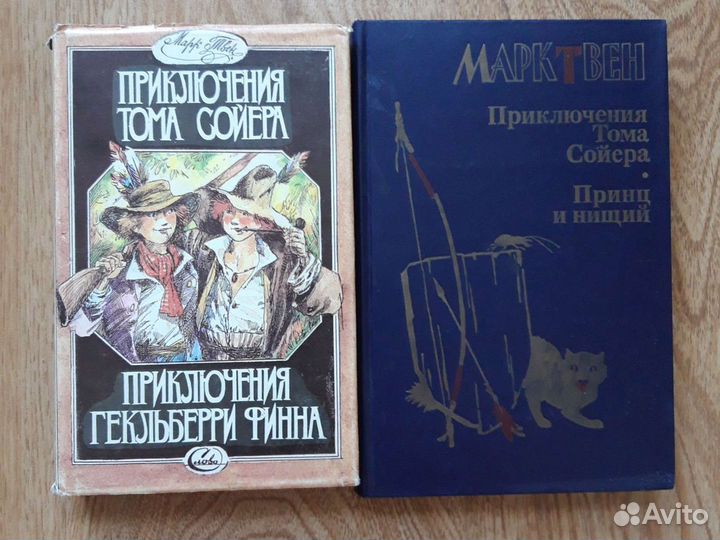 Марк Твен
ПРИКЛЮЧЕНИЯ
ТОМА СОЙЕРА
ПРИКЛЮЧЕНИЯ
ГЕКЛЬБЕРРИ ФИННА
Слово
МАРК ТВЕН
Приключения
Тома
Сойера
·
Принц
и нищий
Avito